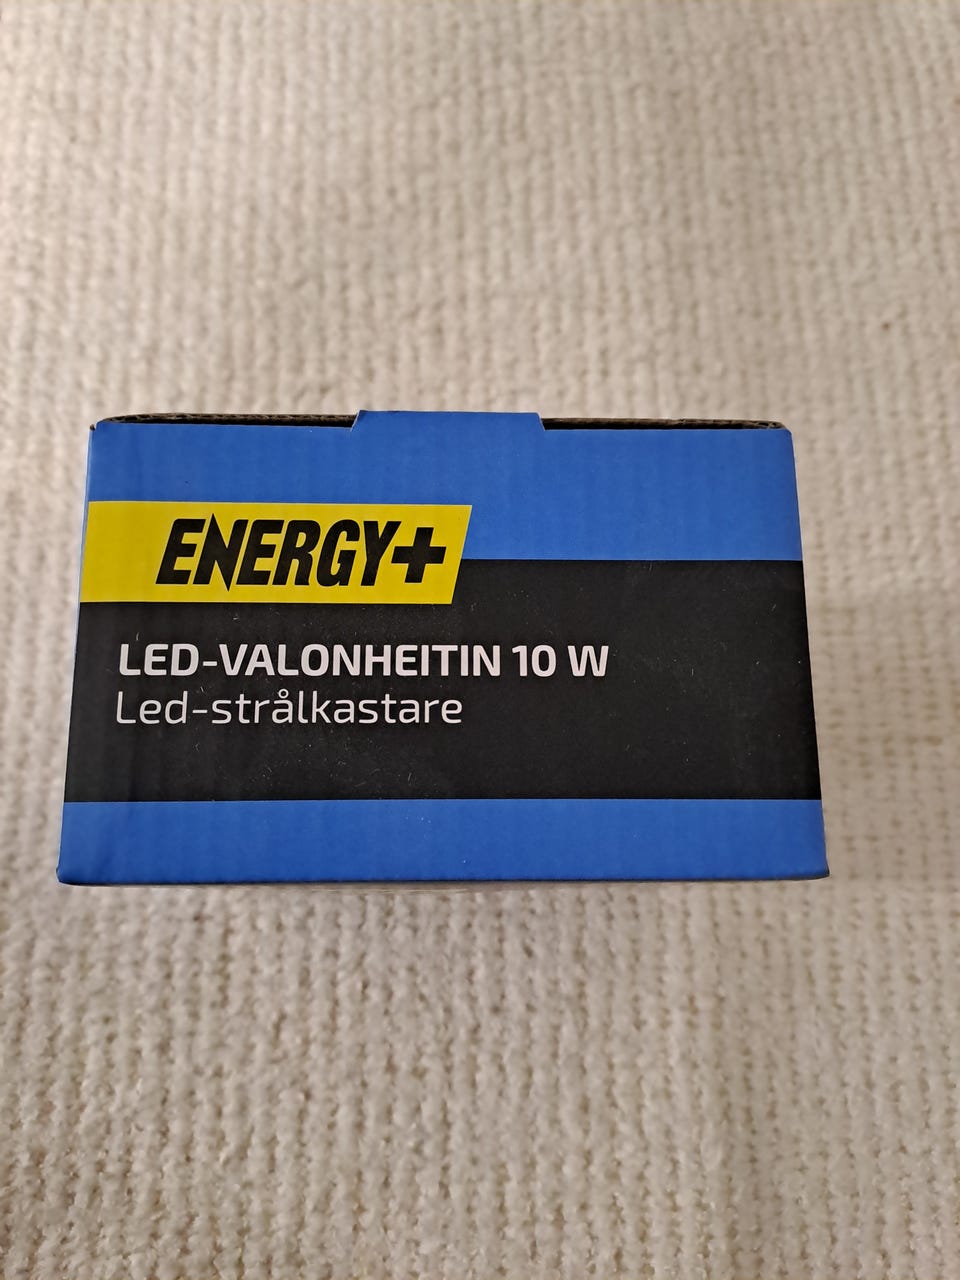 ENERGY+
LED-VALONHEITIN 10 W
Led-strålkastare